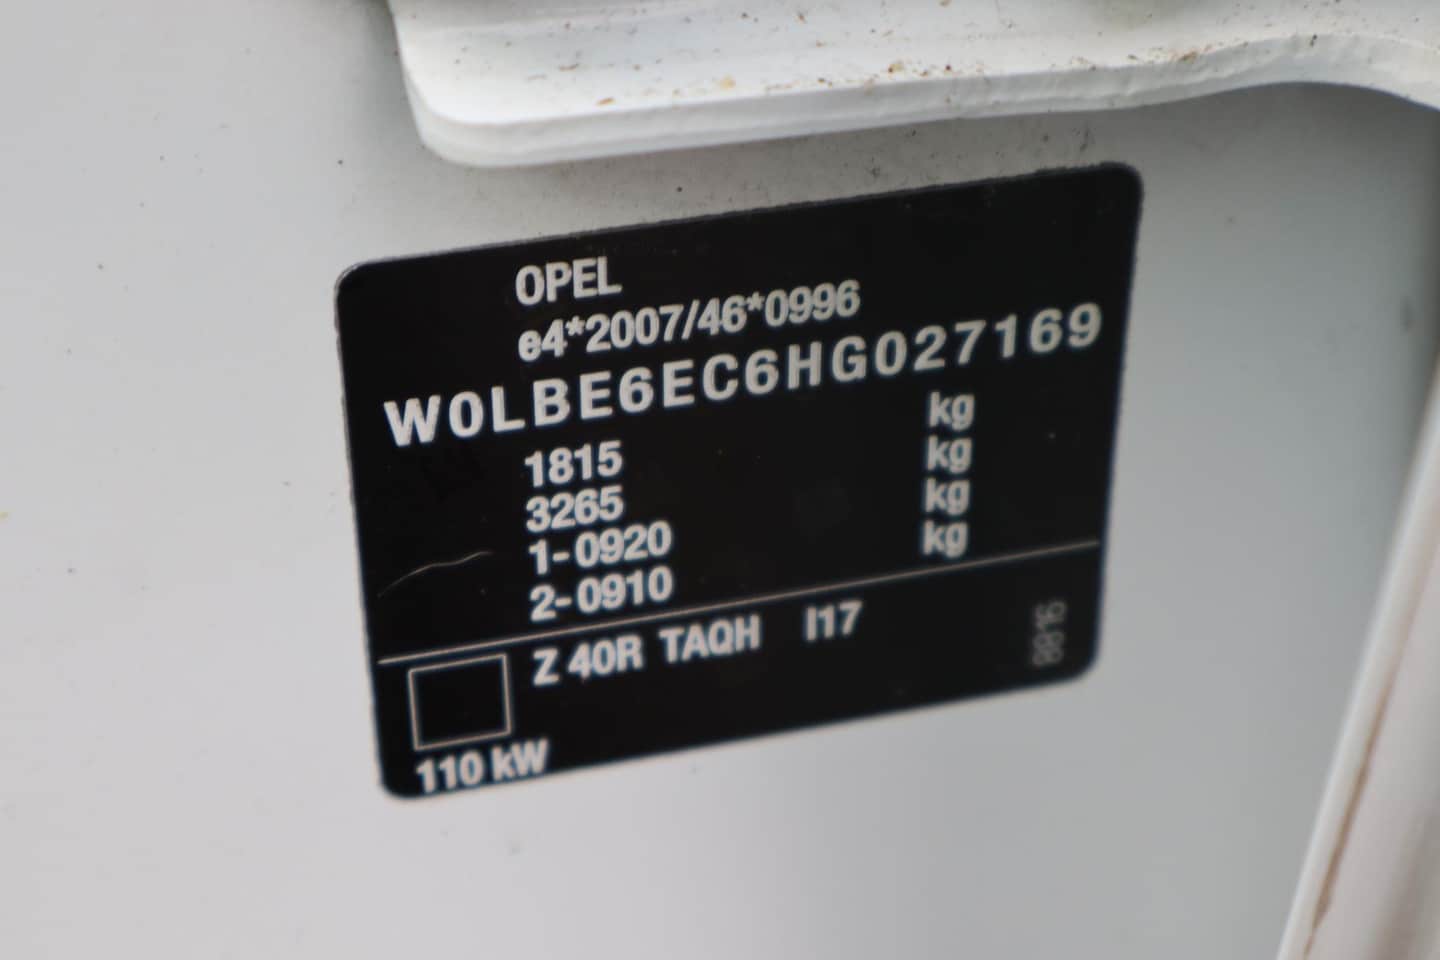 OPEL
e4*2007/46*0996
W0LBE6EC6HG027169
1815 kg
3265 kg
1-0920 kg
2-0910 kg
Z 40R TAQH I17
110 kW